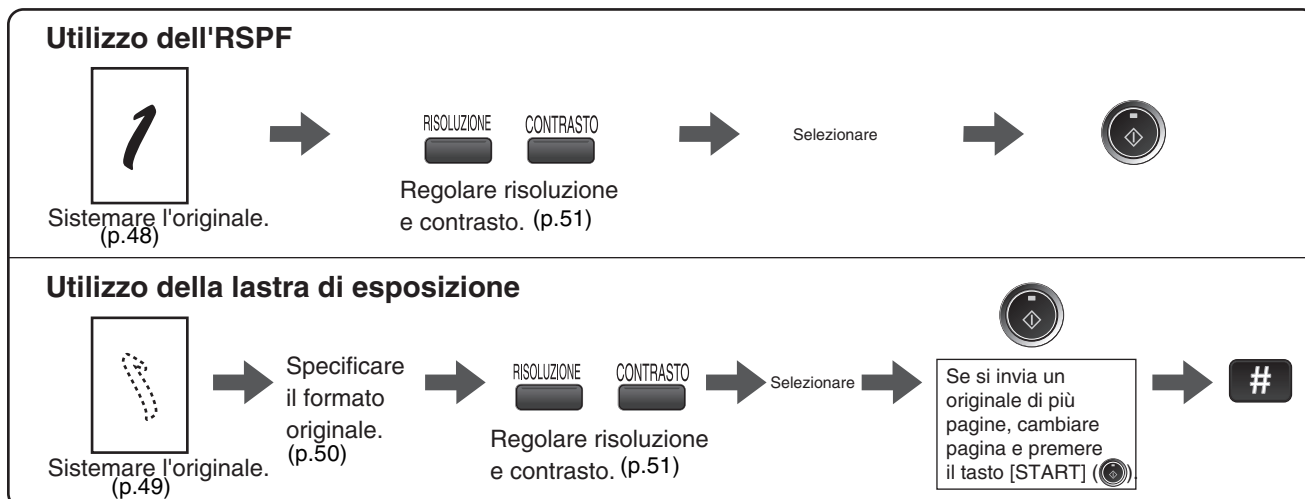 Utilizzo dell'RSPF
1
Sistemare l'originale.
(p.48)
RISOLUZIONE CONTRASTO
Regolare risoluzione
e contrasto. (p.51)
Selezionare
Utilizzo della lastra di esposizione
1
Sistemare l'originale.
(p.49)
Specificare
il formato
originale.
(p.50)
RISOLUZIONE CONTRASTO
Regolare risoluzione
e contrasto. (p.51)
Selezionare
Se si invia un
originale di più
pagine, cambiare
pagina e premere
il tasto [START] ( ).
#